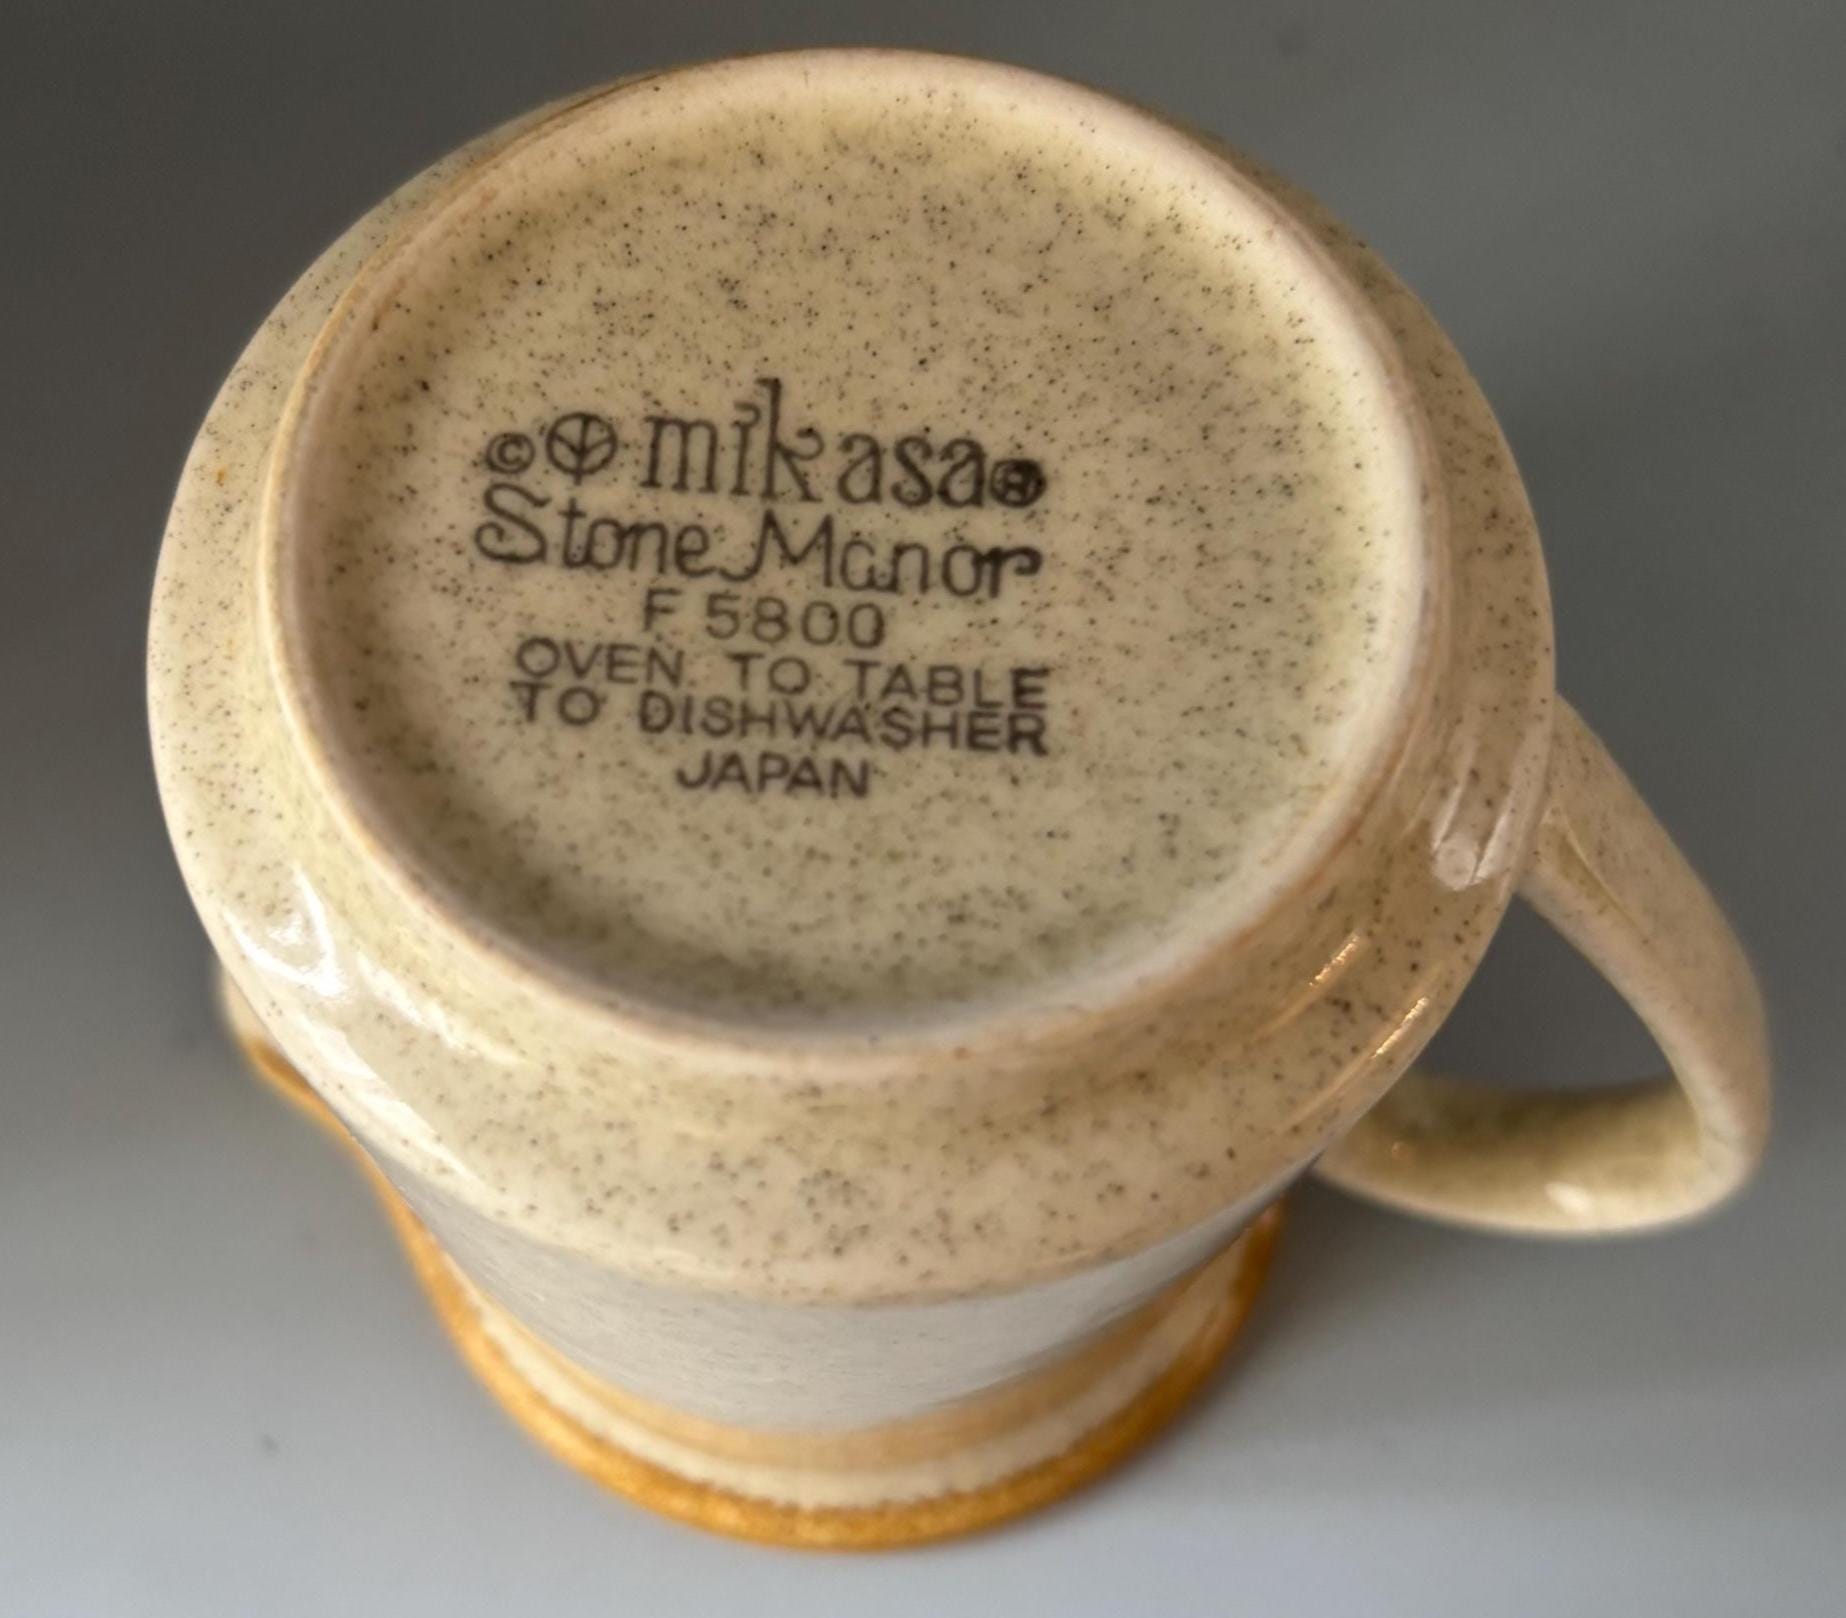 © mikasa®
Stone Manor
F 5800
OVEN TO TABLE
TO DISHWASHER
JAPAN